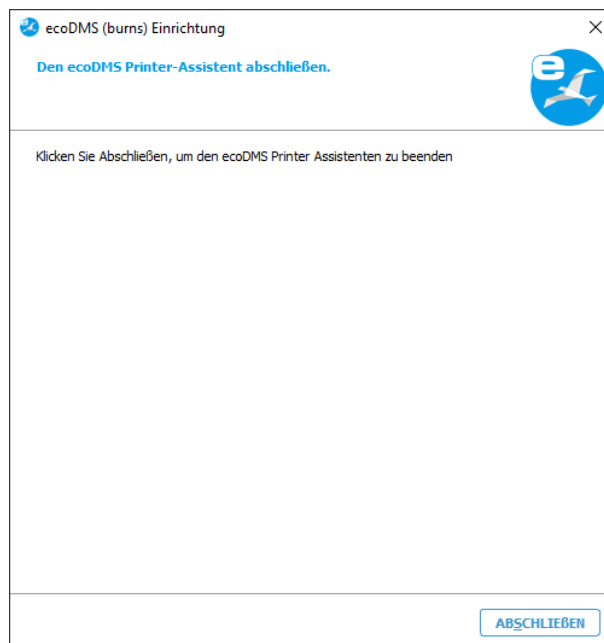 ecoDMS (burns) Einrichtung
Den ecoDMS Printer-Assistent abschließen.
e
Klicken Sie Abschließen, um den ecoDMS Printer Assistenten zu beenden
ABSCHLIEßEN